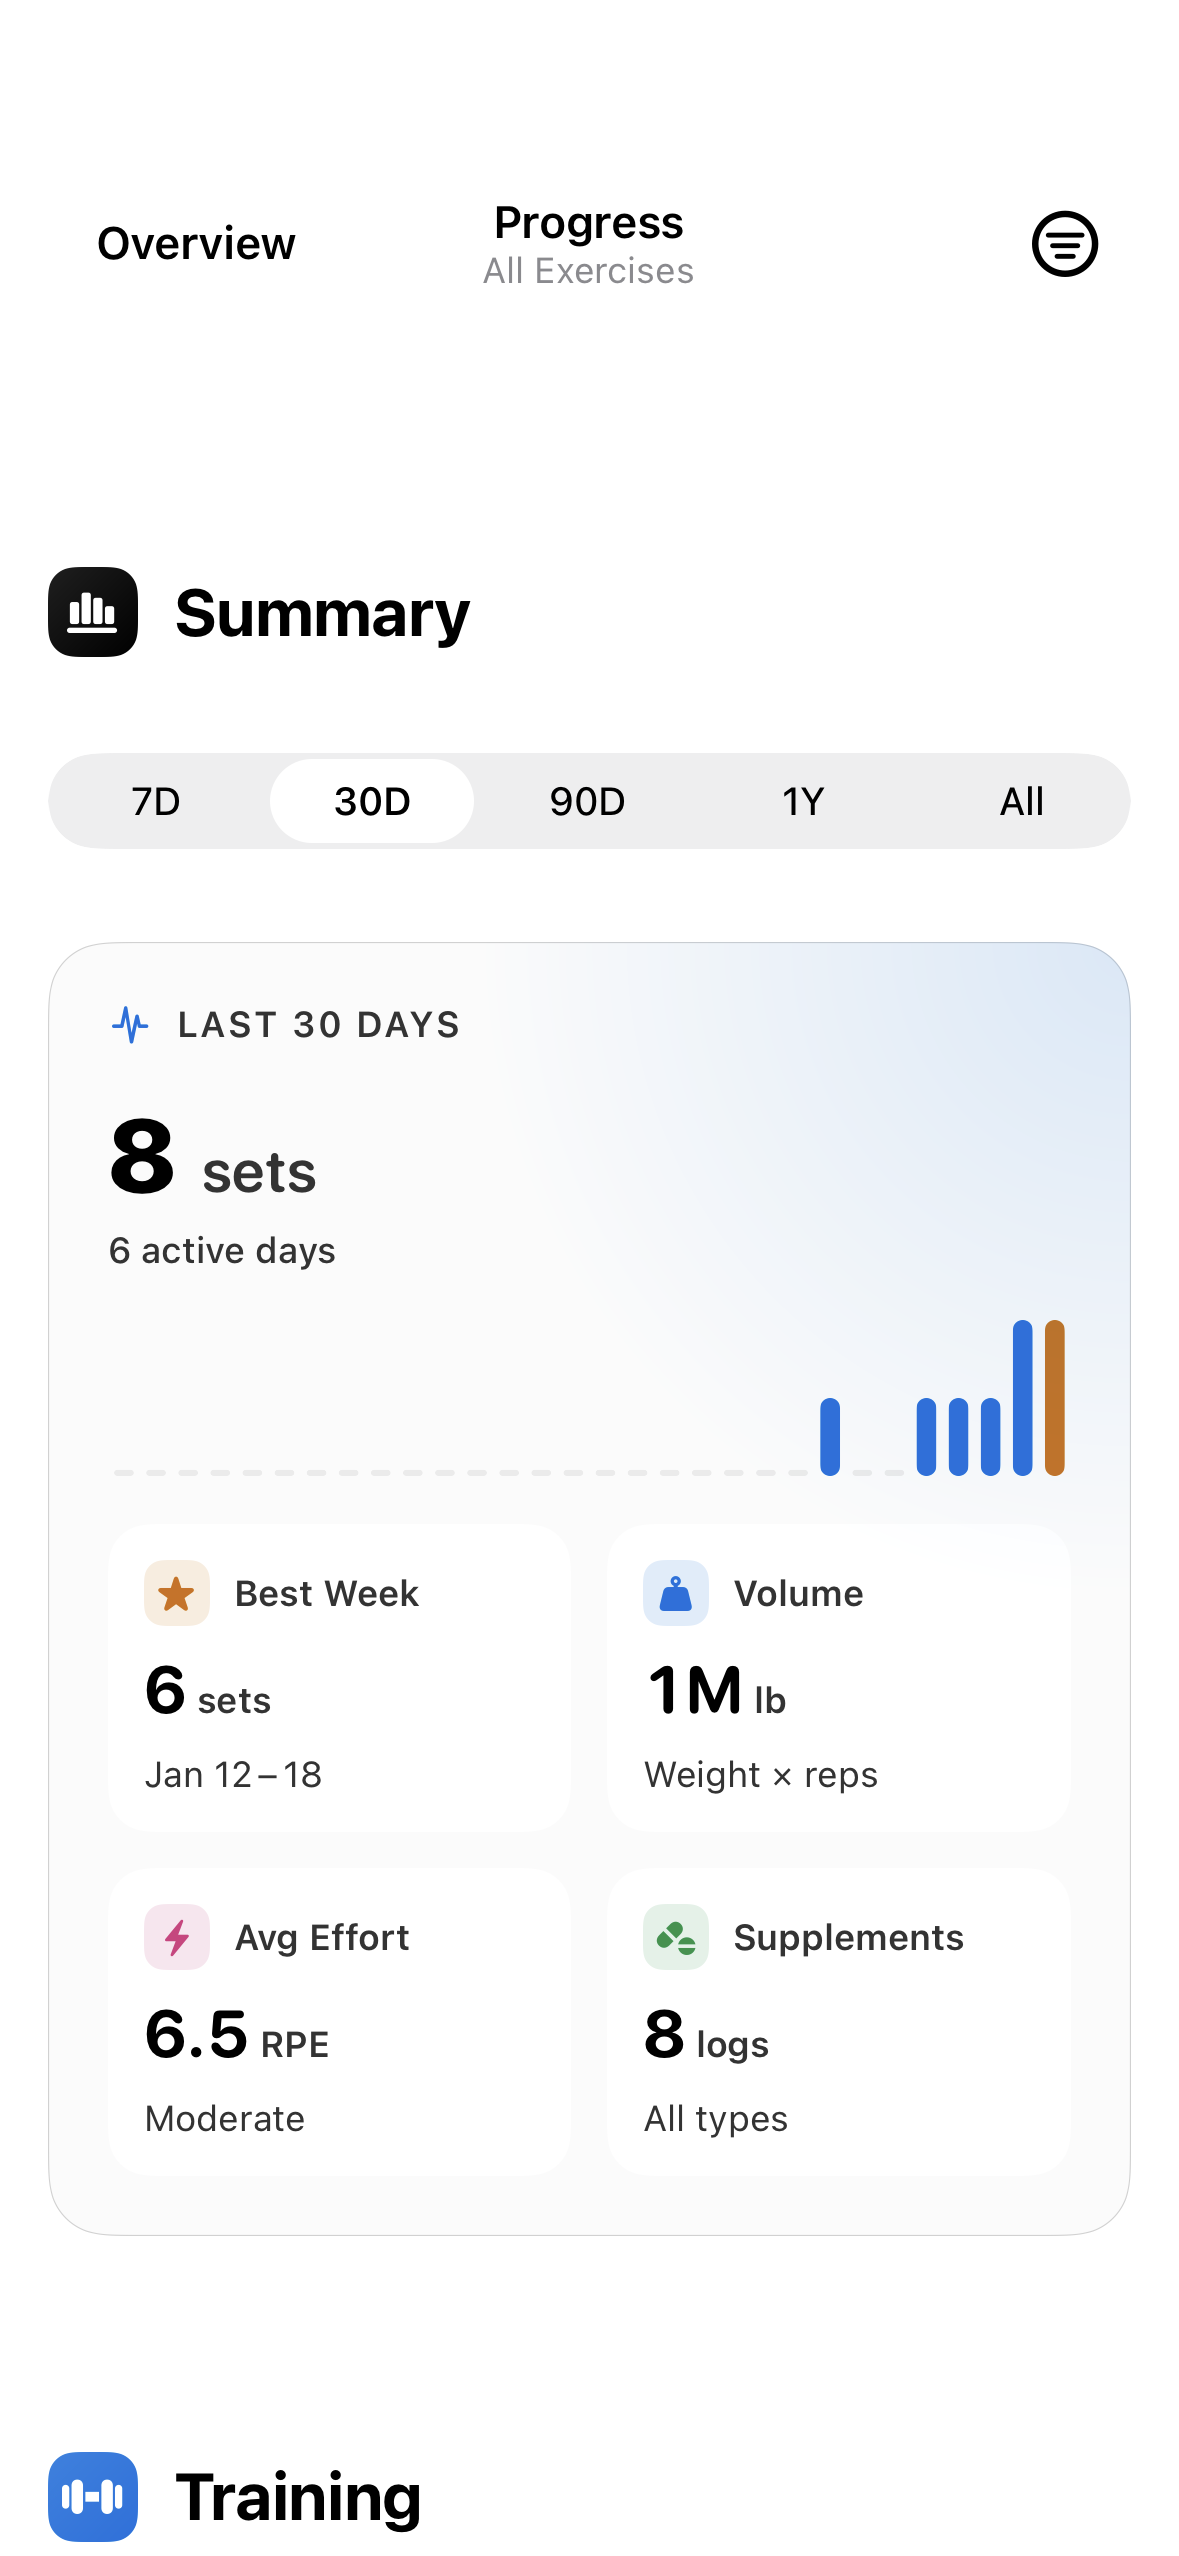 Overview
Progress
All Exercises
Summary
7D 30D 90D 1Y All
LAST 30 DAYS
8 sets
6 active days
Best Week
6 sets
Jan 12–18
Volume
1M lb
Weight × reps
Avg Effort
6.5 RPE
Moderate
Supplements
8 logs
All types
Training